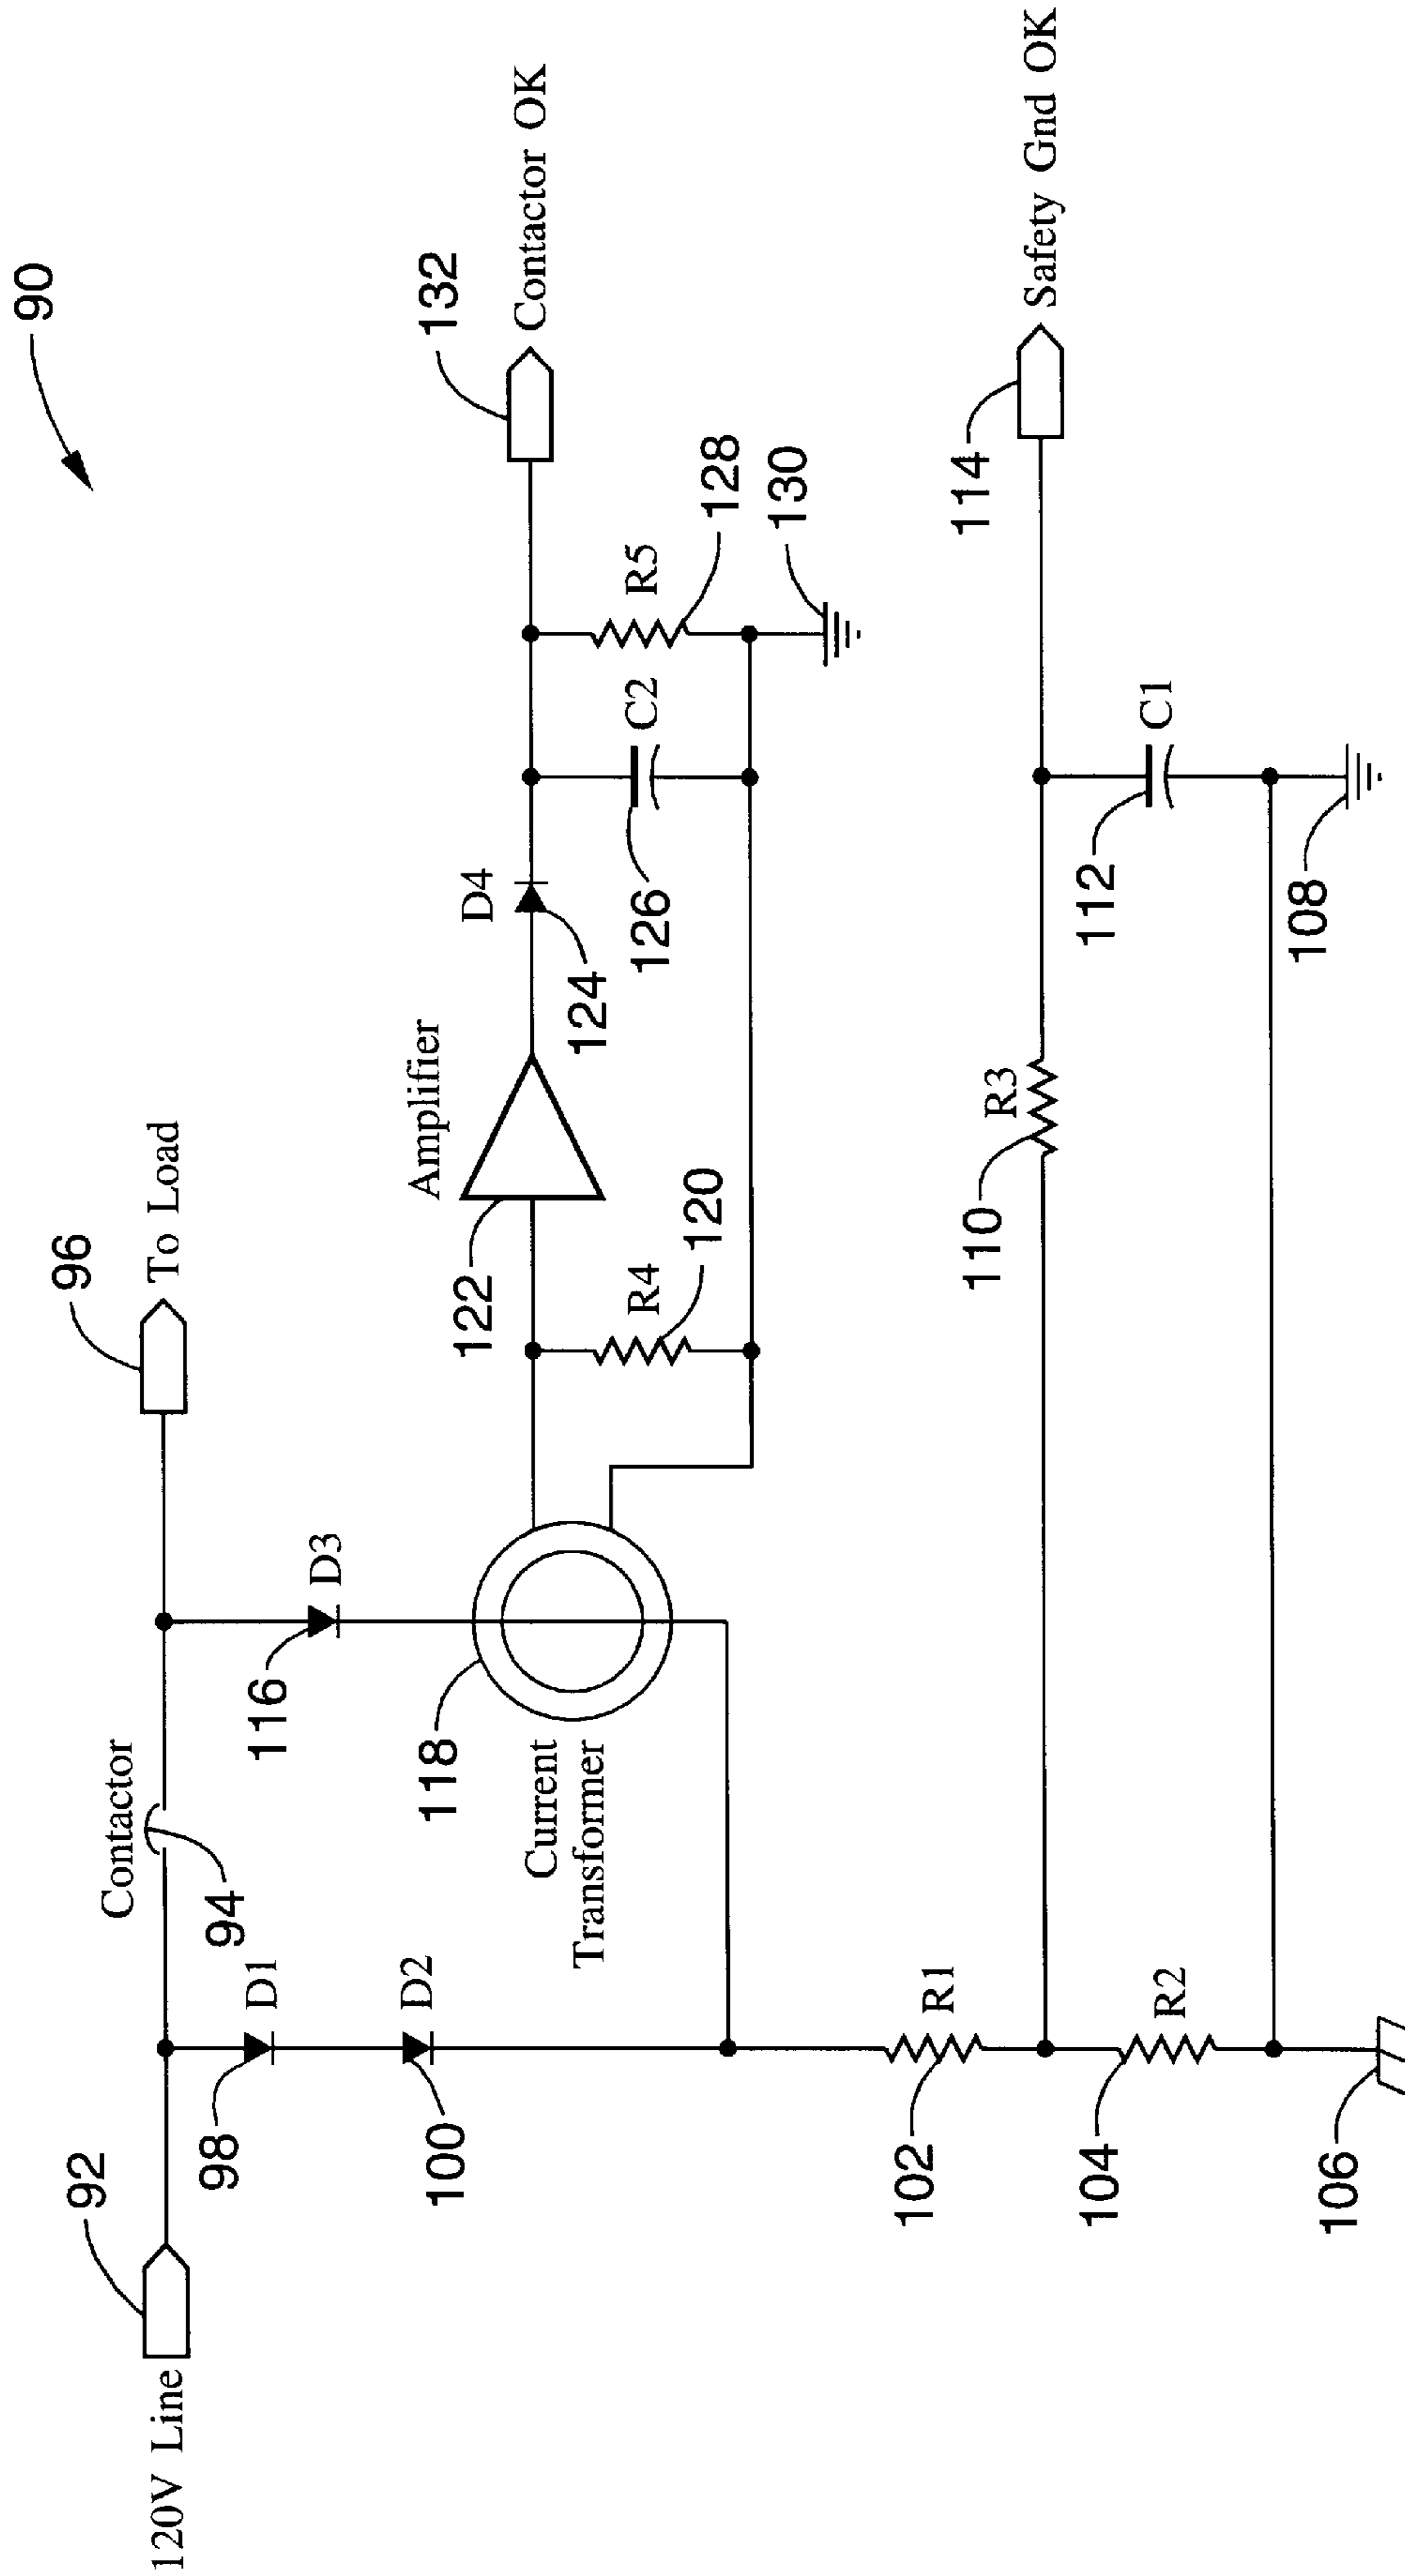 90
92
120V Line
Contactor
94
96
To Load
98
D1
100
D2
116
D3
118
Current
Transformer
122
Amplifier
R4
120
D4
124
C2
126
R5
128
130
132
Contactor OK
102
R1
104
R2
106
110
R3
112
C1
108
114
Safety Gnd OK